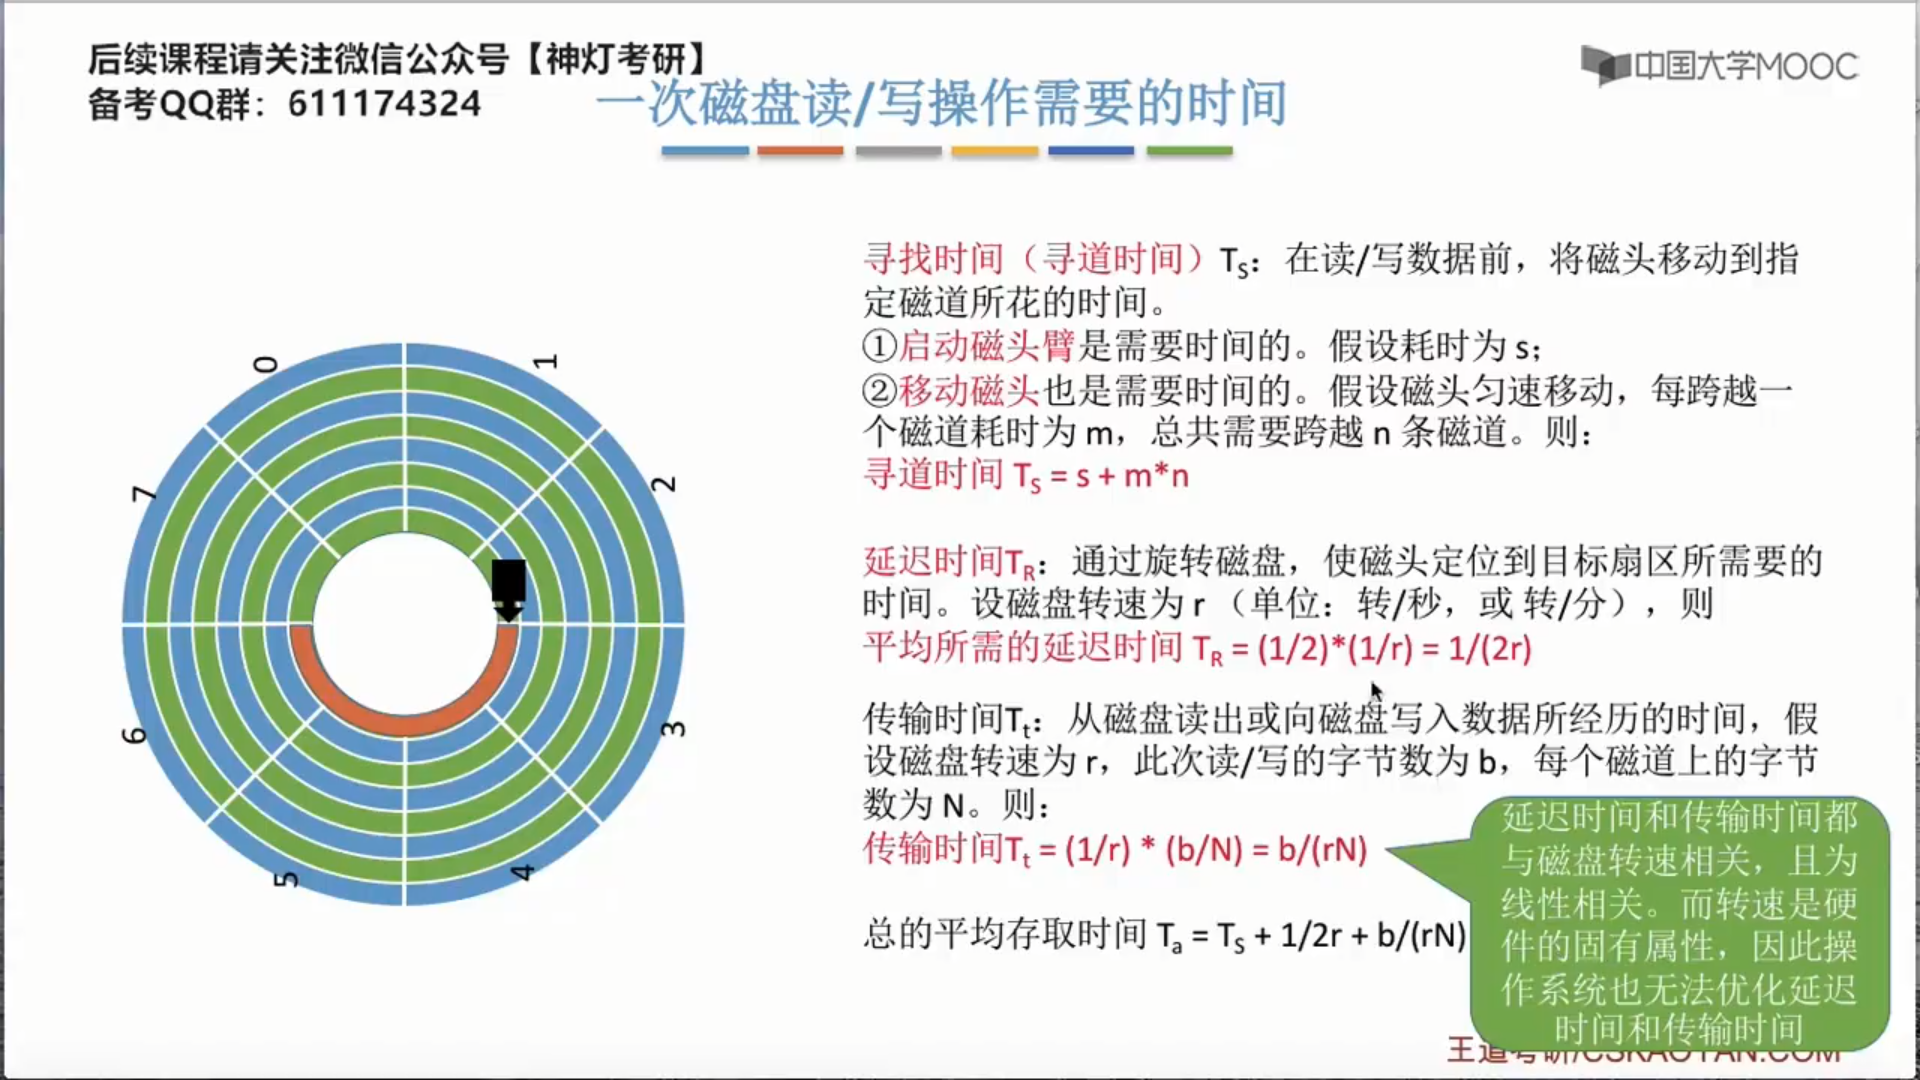 后续课程请关注微信公众号【神灯考研】
备考QQ群：611174324
中国大学MOOC
一次磁盘读/写操作需要的时间
0
1
2
3
4
5
6
7
寻找时间（寻道时间）TS：在读/写数据前，将磁头移动到指
定磁道所花的时间。
①启动磁头臂是需要时间的。假设耗时为 s；
②移动磁头也是需要时间的。假设磁头匀速移动，每跨越一
个磁道耗时为 m，总共需要跨越 n 条磁道。则：
寻道时间 TS = s + m*n
延迟时间TR：通过旋转磁盘，使磁头定位到目标扇区所需要的
时间。设磁盘转速为 r （单位：转/秒，或 转/分），则
平均所需的延迟时间 TR = (1/2)*(1/r) = 1/(2r)
传输时间Tt：从磁盘读出或向磁盘写入数据所经历的时间，假
设磁盘转速为 r，此次读/写的字节数为 b，每个磁道上的字节
数为 N。则：
传输时间Tt = (1/r) * (b/N) = b/(rN)
总的平均存取时间 Ta = TS + 1/2r + b/(rN)
延迟时间和传输时间都
与磁盘转速相关，且为
线性相关。而转速是硬
件的固有属性，因此操
作系统也无法优化延迟
时间和传输时间
王道考研/CSKAOYAN.COM